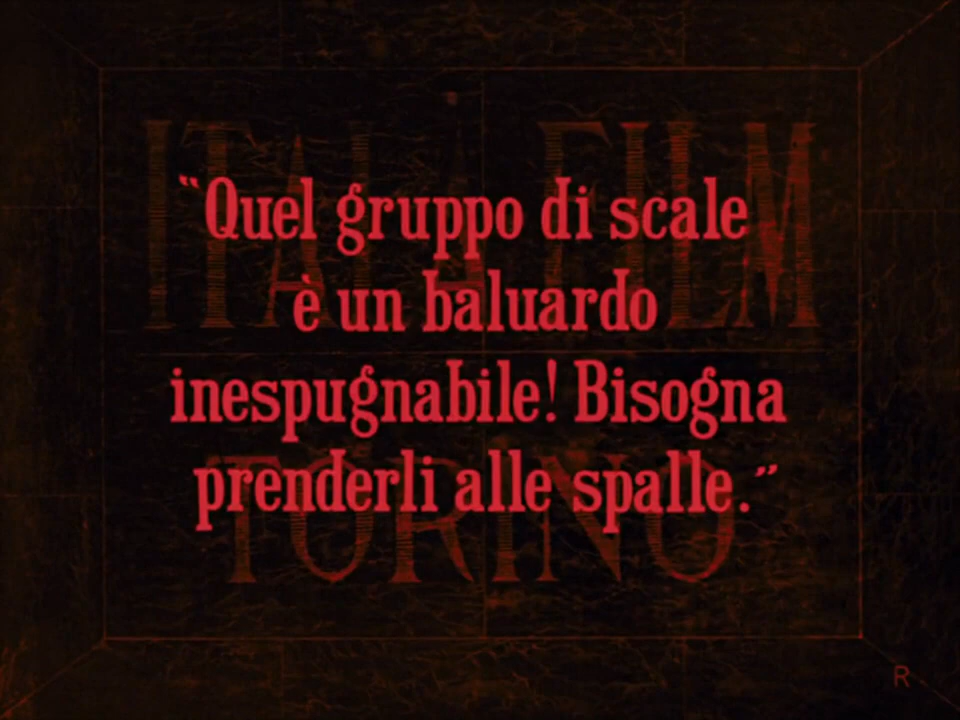 ITALA FILM
“Quel gruppo di scale
è un baluardo
inespugnabile! Bisogna
prenderli alle spalle.”
TORINO
R